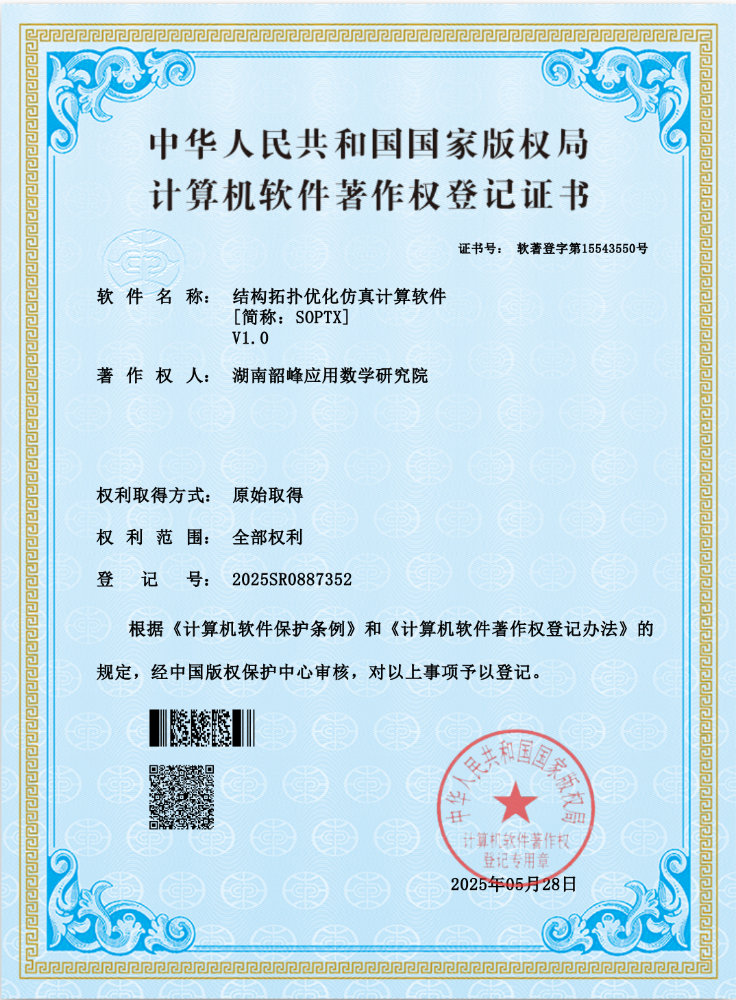 中华人民共和国国家版权局
计算机软件著作权登记证书
证书号： 软著登字第15543550号
软件名称： 结构拓扑优化仿真计算软件
[简称：SOPTX]
V1.0
著作权人： 湖南韶峰应用数学研究院
权利取得方式： 原始取得
权利范围： 全部权利
登记号： 2025SR0887352
根据《计算机软件保护条例》和《计算机软件著作权登记办法》的
规定，经中国版权保护中心审核，对以上事项予以登记。
中华人民共和国国家版权局
计算机软件著作权
登记专用章
2025年05月28日